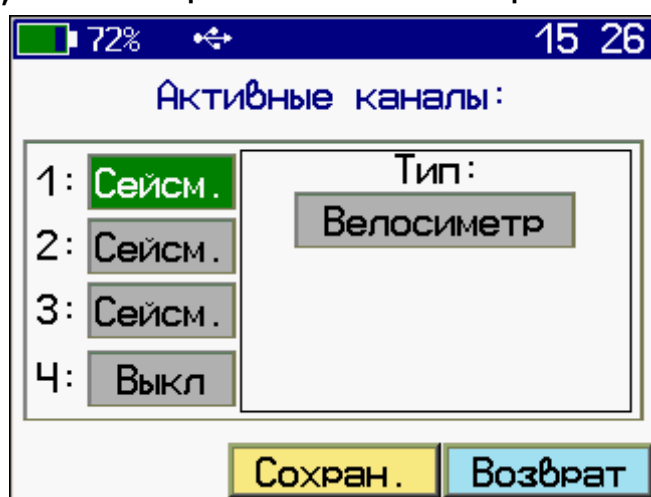 72% 15 26
Активные каналы:
1: Сейсм. Тип:
Велосиметр
2: Сейсм.
3: Сейсм.
4: Выкл
Сохран. Возврат